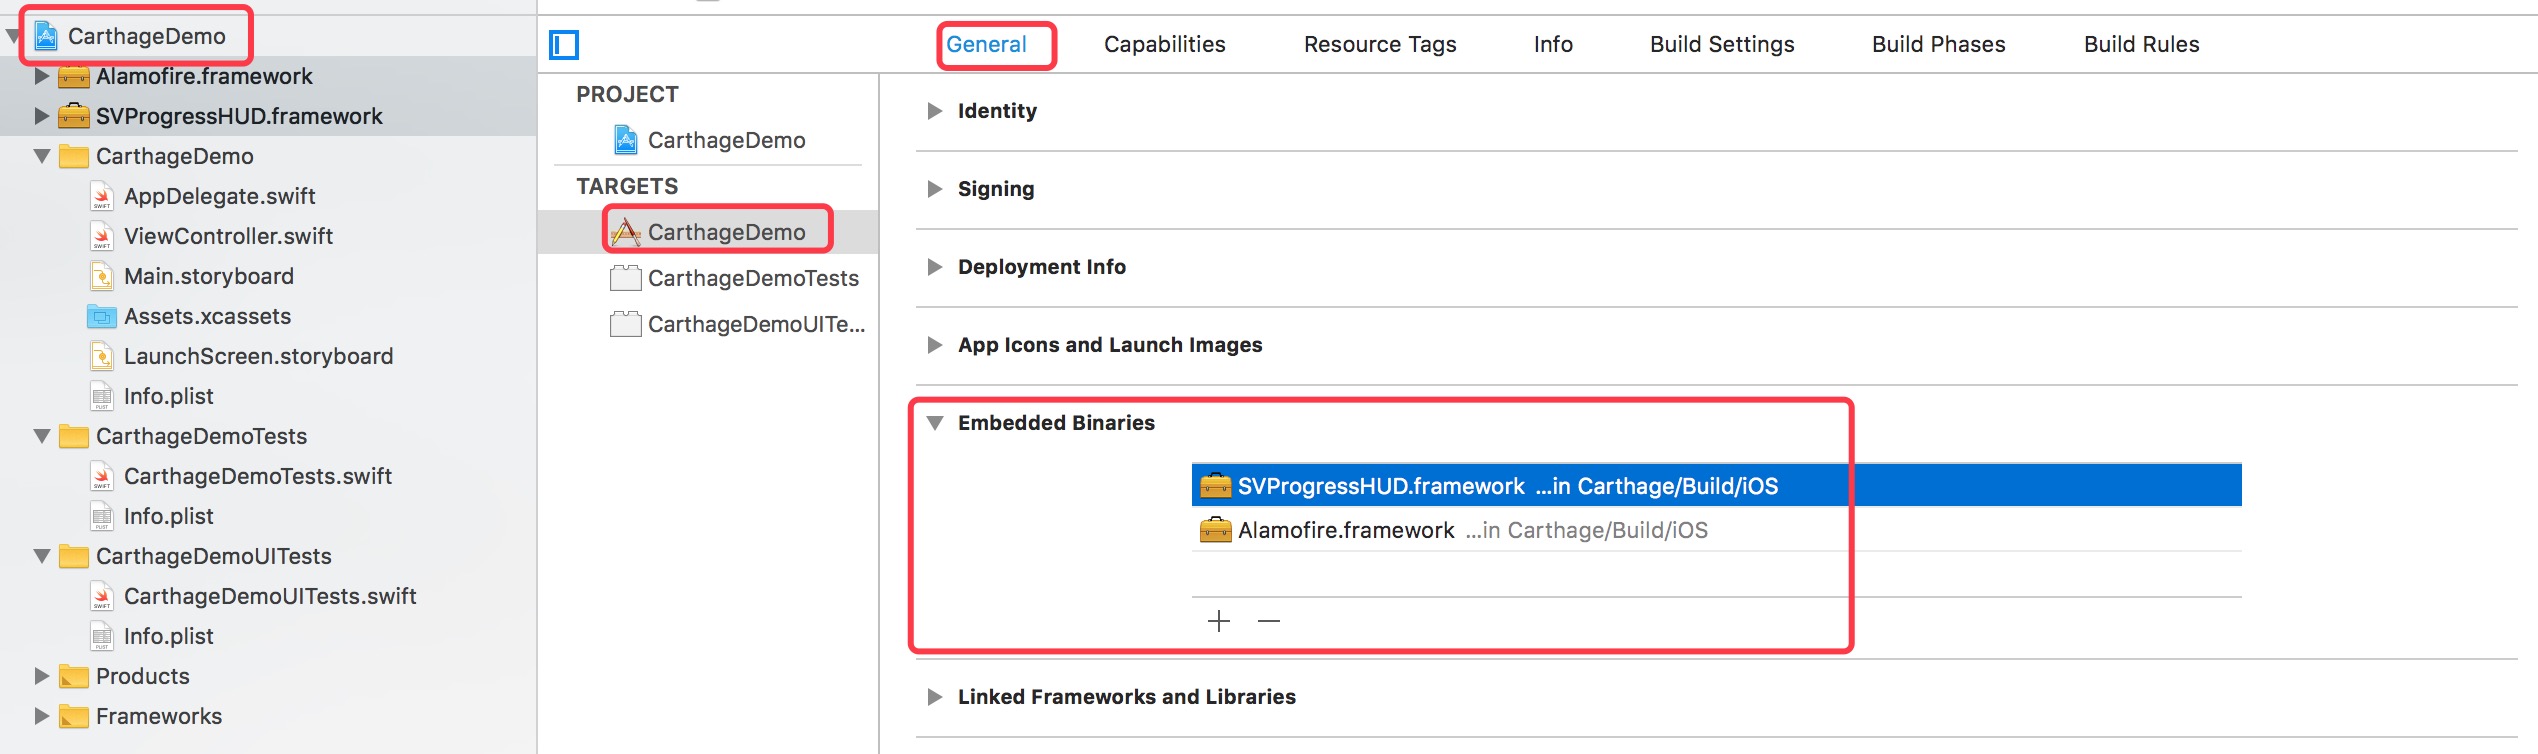 CarthageDemo
Alamofire.framework
SVProgressHUD.framework
CarthageDemo
AppDelegate.swift
ViewController.swift
Main.storyboard
Assets.xcassets
LaunchScreen.storyboard
Info.plist
CarthageDemoTests
CarthageDemoTests.swift
Info.plist
CarthageDemoUITests
CarthageDemoUITests.swift
Info.plist
Products
Frameworks
General
Capabilities
Resource Tags
Info
Build Settings
Build Phases
Build Rules
PROJECT
CarthageDemo
TARGETS
CarthageDemo
CarthageDemoTests
CarthageDemoUITe...
Identity
Signing
Deployment Info
App Icons and Launch Images
Embedded Binaries
SVProgressHUD.framework ...in Carthage/Build/iOS
Alamofire.framework ...in Carthage/Build/iOS
Linked Frameworks and Libraries